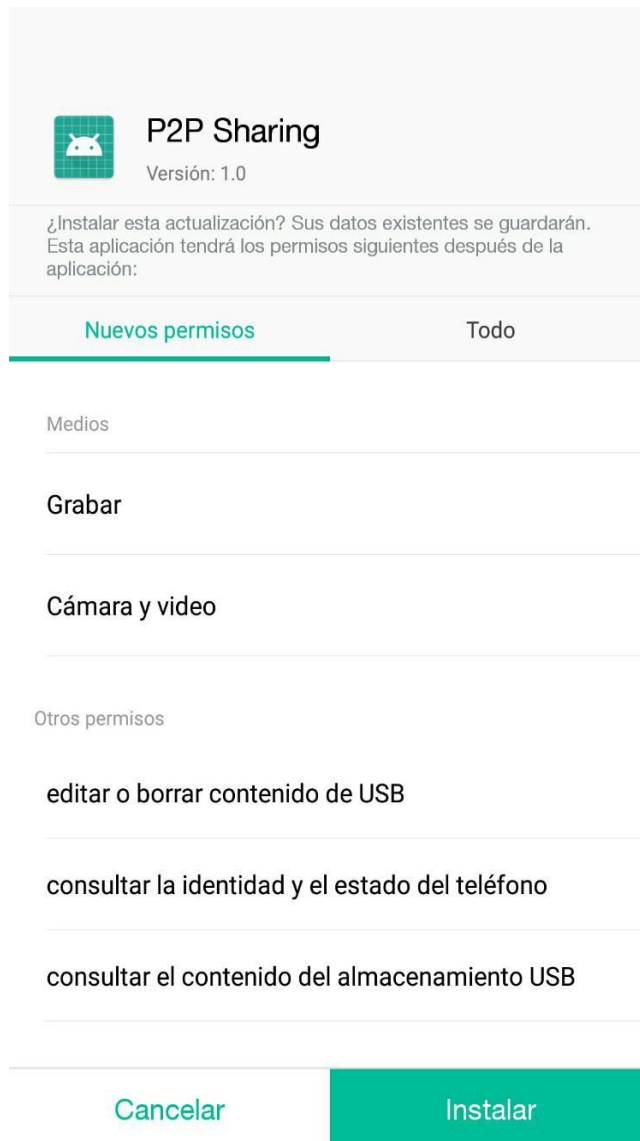 P2P Sharing
Versión: 1.0
¿Instalar esta actualización? Sus datos existentes se guardarán.
Esta aplicación tendrá los permisos siguientes después de la
aplicación:
Nuevos permisos
Todo
Medios
Grabar
Cámara y video
Otros permisos
editar o borrar contenido de USB
consultar la identidad y el estado del teléfono
consultar el contenido del almacenamiento USB
Cancelar
Instalar